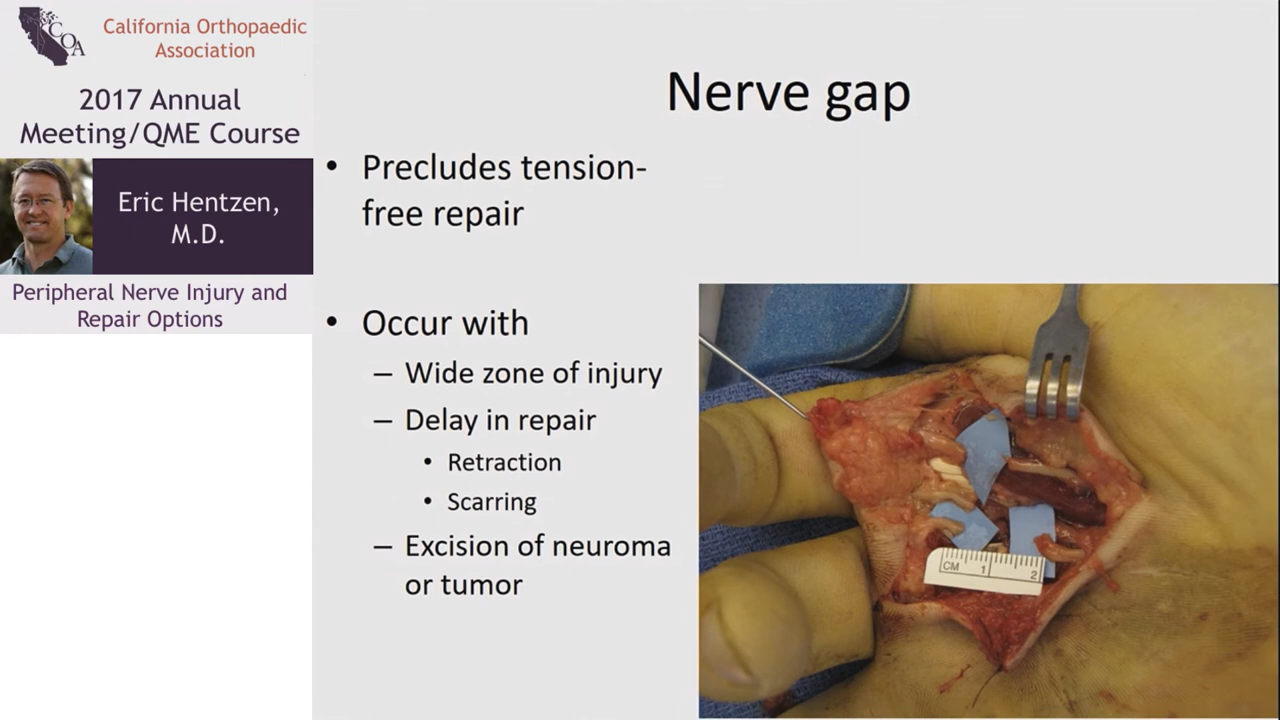 COA
California Orthopaedic
Association
2017 Annual
Meeting/QME Course
Eric Hentzen,
M.D.
Peripheral Nerve Injury and
Repair Options
Nerve gap
• Precludes tension-
free repair
• Occur with
– Wide zone of injury
– Delay in repair
• Retraction
• Scarring
– Excision of neuroma
or tumor
CM 1 2